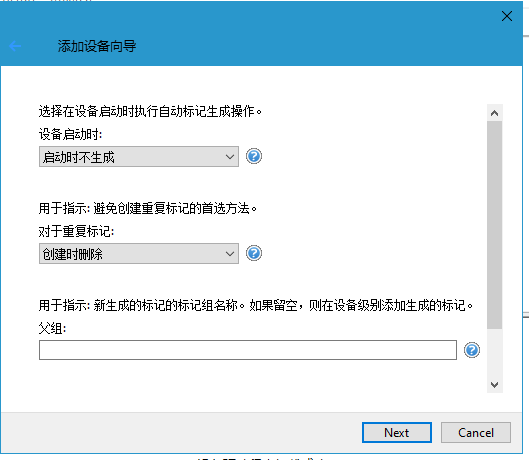 添加设备向导
选择在设备启动时执行自动标记生成操作。
设备启动时:
启动时不生成
用于指示: 避免创建重复标记的首选方法。
对于重复标记:
创建时删除
用于指示: 新生成的标记的标记组名称。如果留空，则在设备级别添加生成的标记。
父组:
Next
Cancel